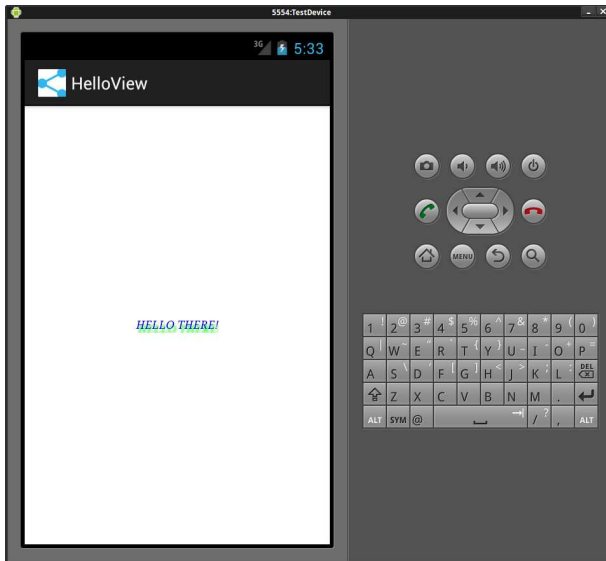 5554:TestDevice
3G 5:33
HelloView
HELLO THERE!
MENU
1 ! 2 @ 3 # 4 $ 5 % 6 ^ 7 & 8 * 9 ( 0 )
Q | W ~ E " R ` T { Y } U _ I - O + P =
A S \ D ' F [ G ] H < J > K ; L : DEL
Z X C V B N M .
ALT SYM @ / ? , ALT